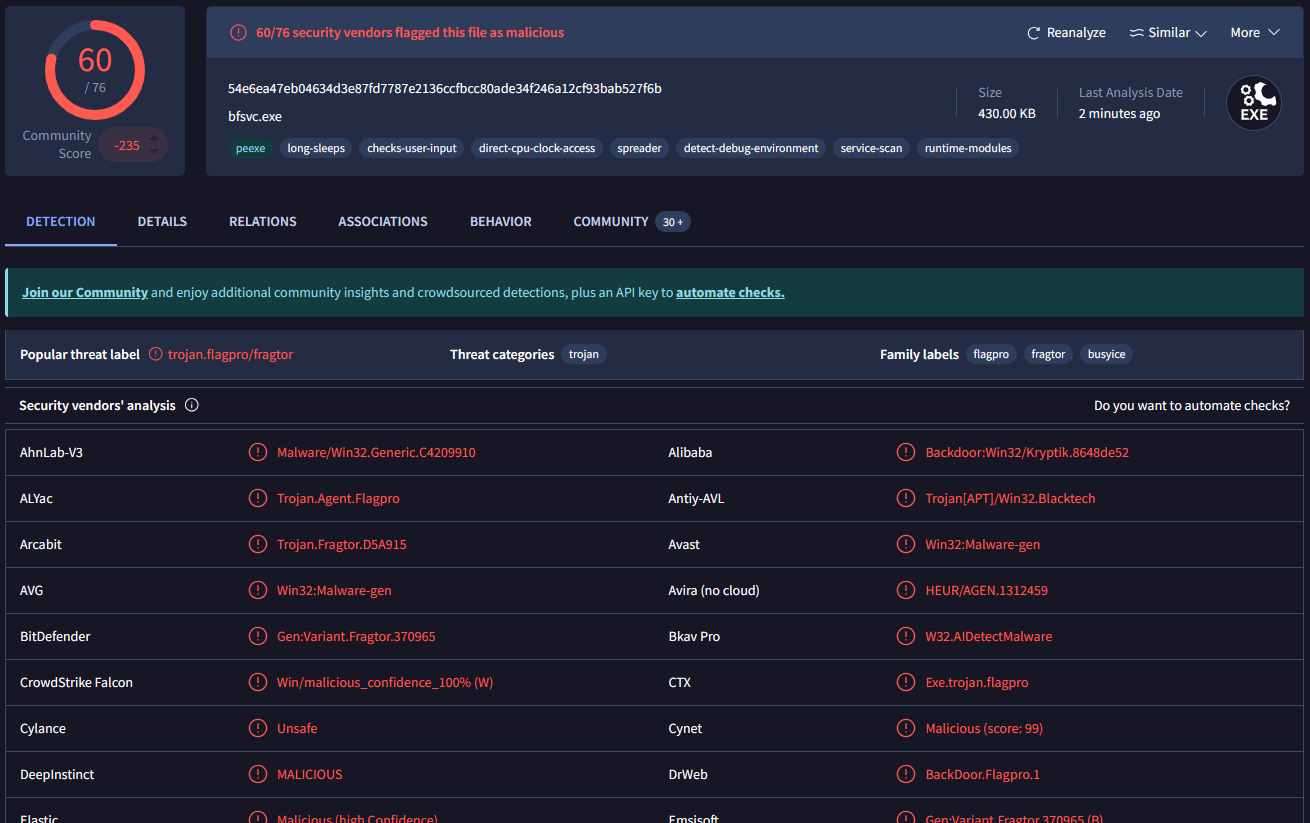 60
/ 76
Community Score
-235
60/76 security vendors flagged this file as malicious
Reanalyze
Similar
More
54e6ea47eb04634d3e87fd7787e2136ccfbcc80ade34f246a12cf93bab527f6b
bfsvc.exe
Size
430.00 KB
Last Analysis Date
2 minutes ago
EXE
peexe long-sleeps checks-user-input direct-cpu-clock-access spreader detect-debug-environment service-scan runtime-modules
DETECTION DETAILS RELATIONS ASSOCIATIONS BEHAVIOR COMMUNITY 30+
Join our Community and enjoy additional community insights and crowdsourced detections, plus an API key to automate checks.
Popular threat label trojan.flagpro/fragtor Threat categories trojan Family labels flagpro fragtor busyice
Security vendors' analysis Do you want to automate checks?
AhnLab-V3 Malware/Win32.Generic.C4209910 Alibaba Backdoor:Win32/Kryptik.8648de52
ALYac Trojan.Agent.Flagpro Antiy-AVL Trojan[APT]/Win32.Blacktech
Arcabit Trojan.Fragtor.D5A915 Avast Win32:Malware-gen
AVG Win32:Malware-gen Avira (no cloud) HEUR/AGEN.1312459
BitDefender Gen:Variant.Fragtor.370965 Bkav Pro W32.AIDetectMalware
CrowdStrike Falcon Win/malicious_confidence_100% (W) CTX Exe.trojan.flagpro
Cylance Unsafe Cynet Malicious (score: 99)
DeepInstinct MALICIOUS DrWeb BackDoor.Flagpro.1
Elastic Malicious (high Confidence) Emsisoft Gen:Variant.Fragtor.370965 (B)